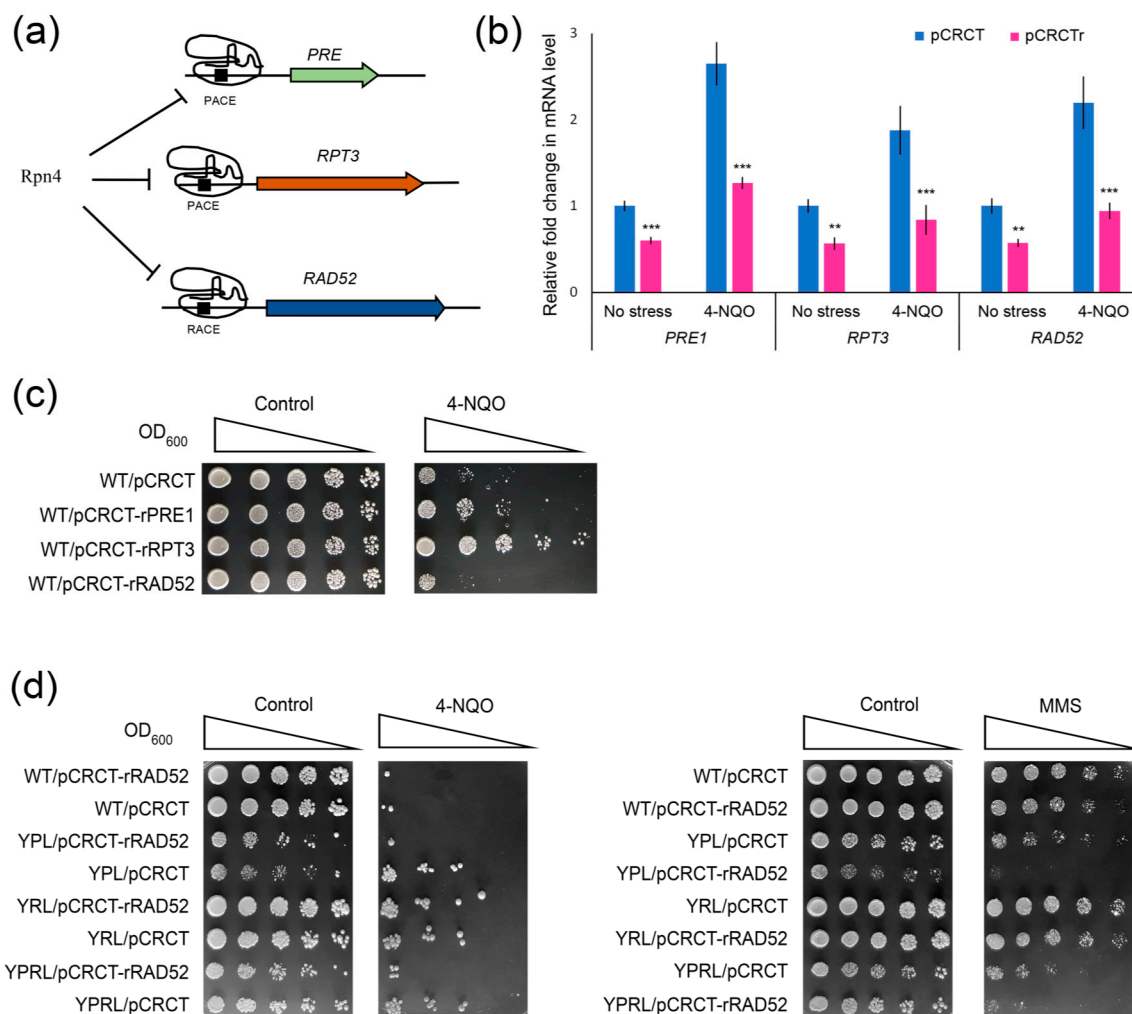 (a)
PRE
PACE
Rpn4
RPT3
PACE
RAD52
RACE
(b)
Relative fold change in mRNA level
3
2
1
0
pCRCT pCRCTr
*** *** ** *** ** ***
No stress 4-NQO No stress 4-NQO No stress 4-NQO
PRE1 RPT3 RAD52
(c)
Control 4-NQO
OD600
WT/pCRCT
WT/pCRCT-rPRE1
WT/pCRCT-rRPT3
WT/pCRCT-rRAD52
(d)
Control 4-NQO
OD600
WT/pCRCT-rRAD52
WT/pCRCT
YPL/pCRCT-rRAD52
YPL/pCRCT
YRL/pCRCT-rRAD52
YRL/pCRCT
YPRL/pCRCT-rRAD52
YPRL/pCRCT
Control MMS
WT/pCRCT
WT/pCRCT-rRAD52
YPL/pCRCT
YPL/pCRCT-rRAD52
YRL/pCRCT
YRL/pCRCT-rRAD52
YPRL/pCRCT
YPRL/pCRCT-rRAD52